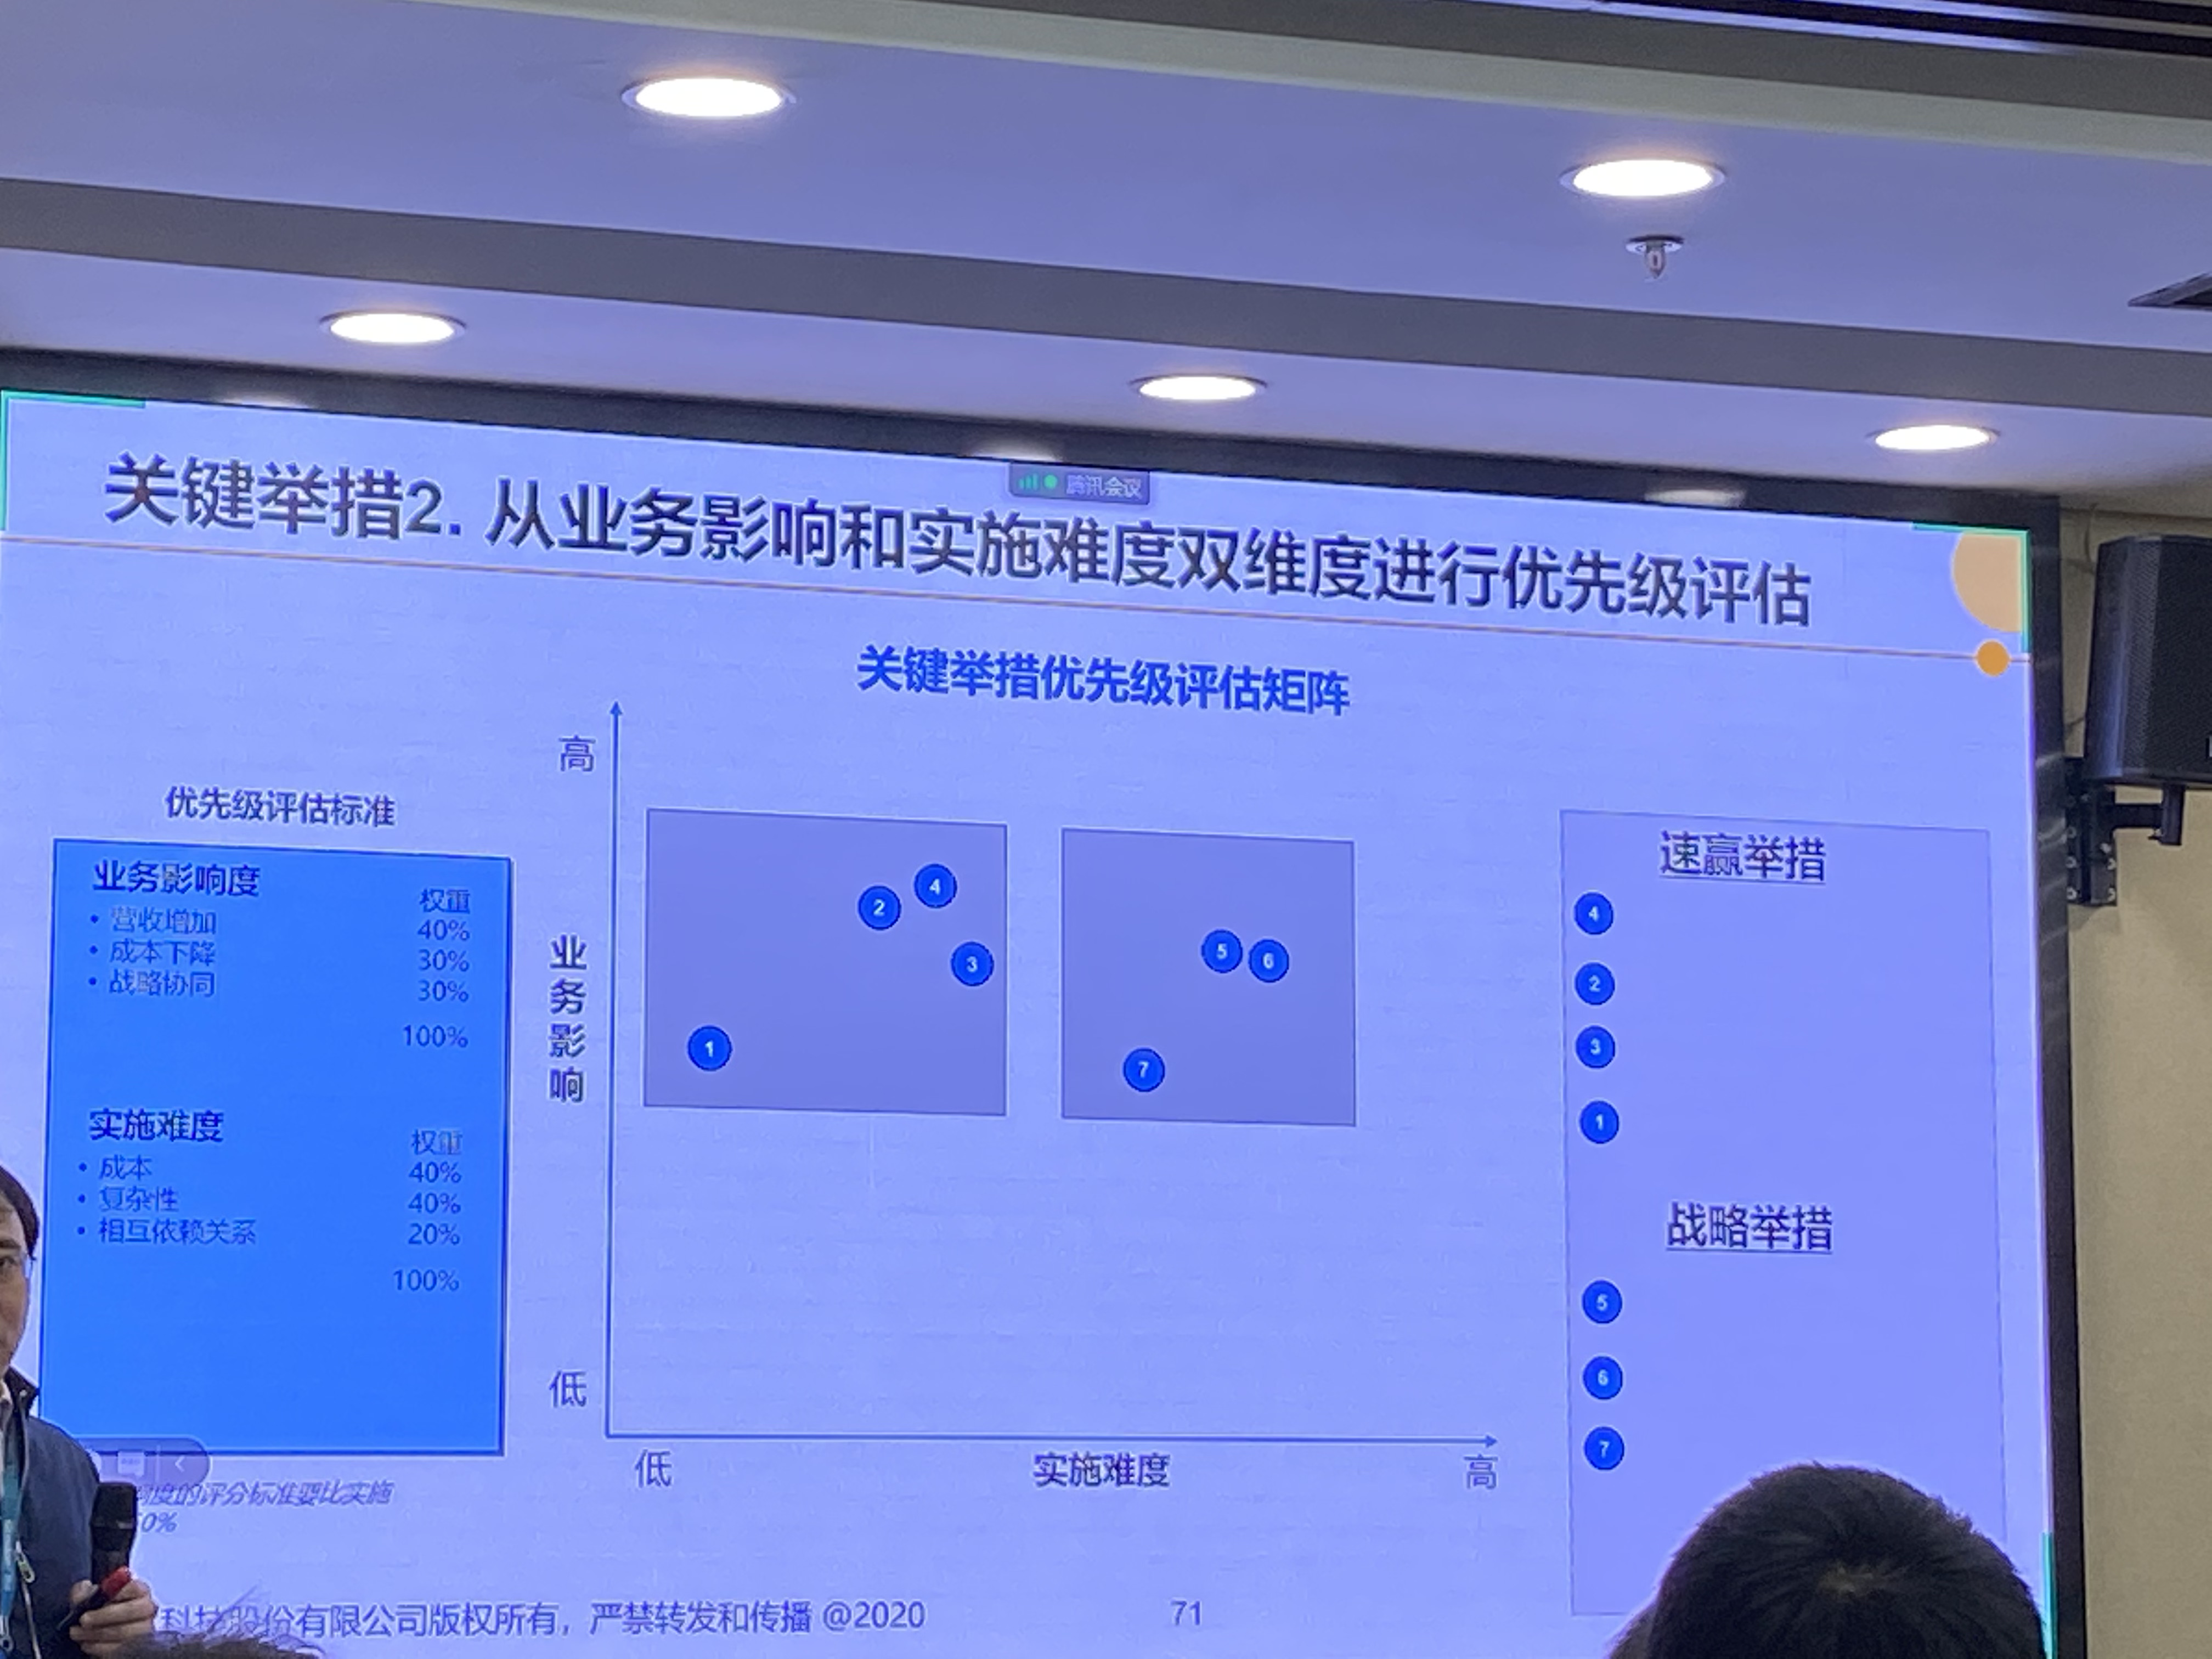 腾讯会议
关键举措2. 从业务影响和实施难度双维度进行优先级评估
关键举措优先级评估矩阵
优先级评估标准
业务影响度
权重
• 营收增加 40%
• 成本下降 30%
• 战略协同 30%
100%
实施难度
权重
• 成本 40%
• 复杂性 40%
• 相互依赖关系 20%
100%
度的评分标准要比实施
0%
高
业务影响
低
4
2
3
1
5
6
7
低
实施难度
高
速赢举措
4
2
3
1
战略举措
5
6
7
科技股份有限公司版权所有，严禁转发和传播 @2020
71